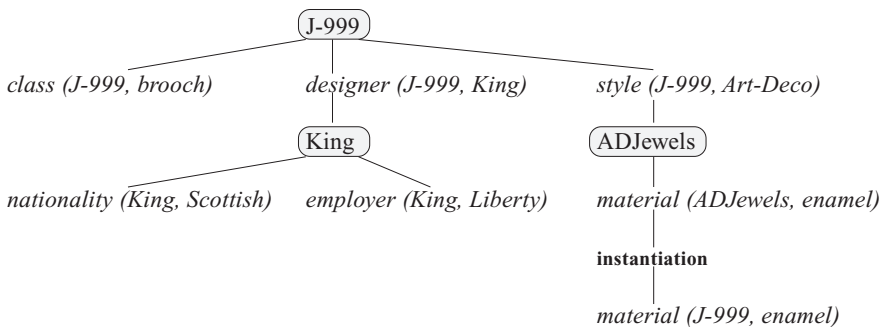 J-999
class (J-999, brooch) designer (J-999, King) style (J-999, Art-Deco)
King ADJewels
nationality (King, Scottish) employer (King, Liberty) material (ADJewels, enamel)
instantiation
material (J-999, enamel)